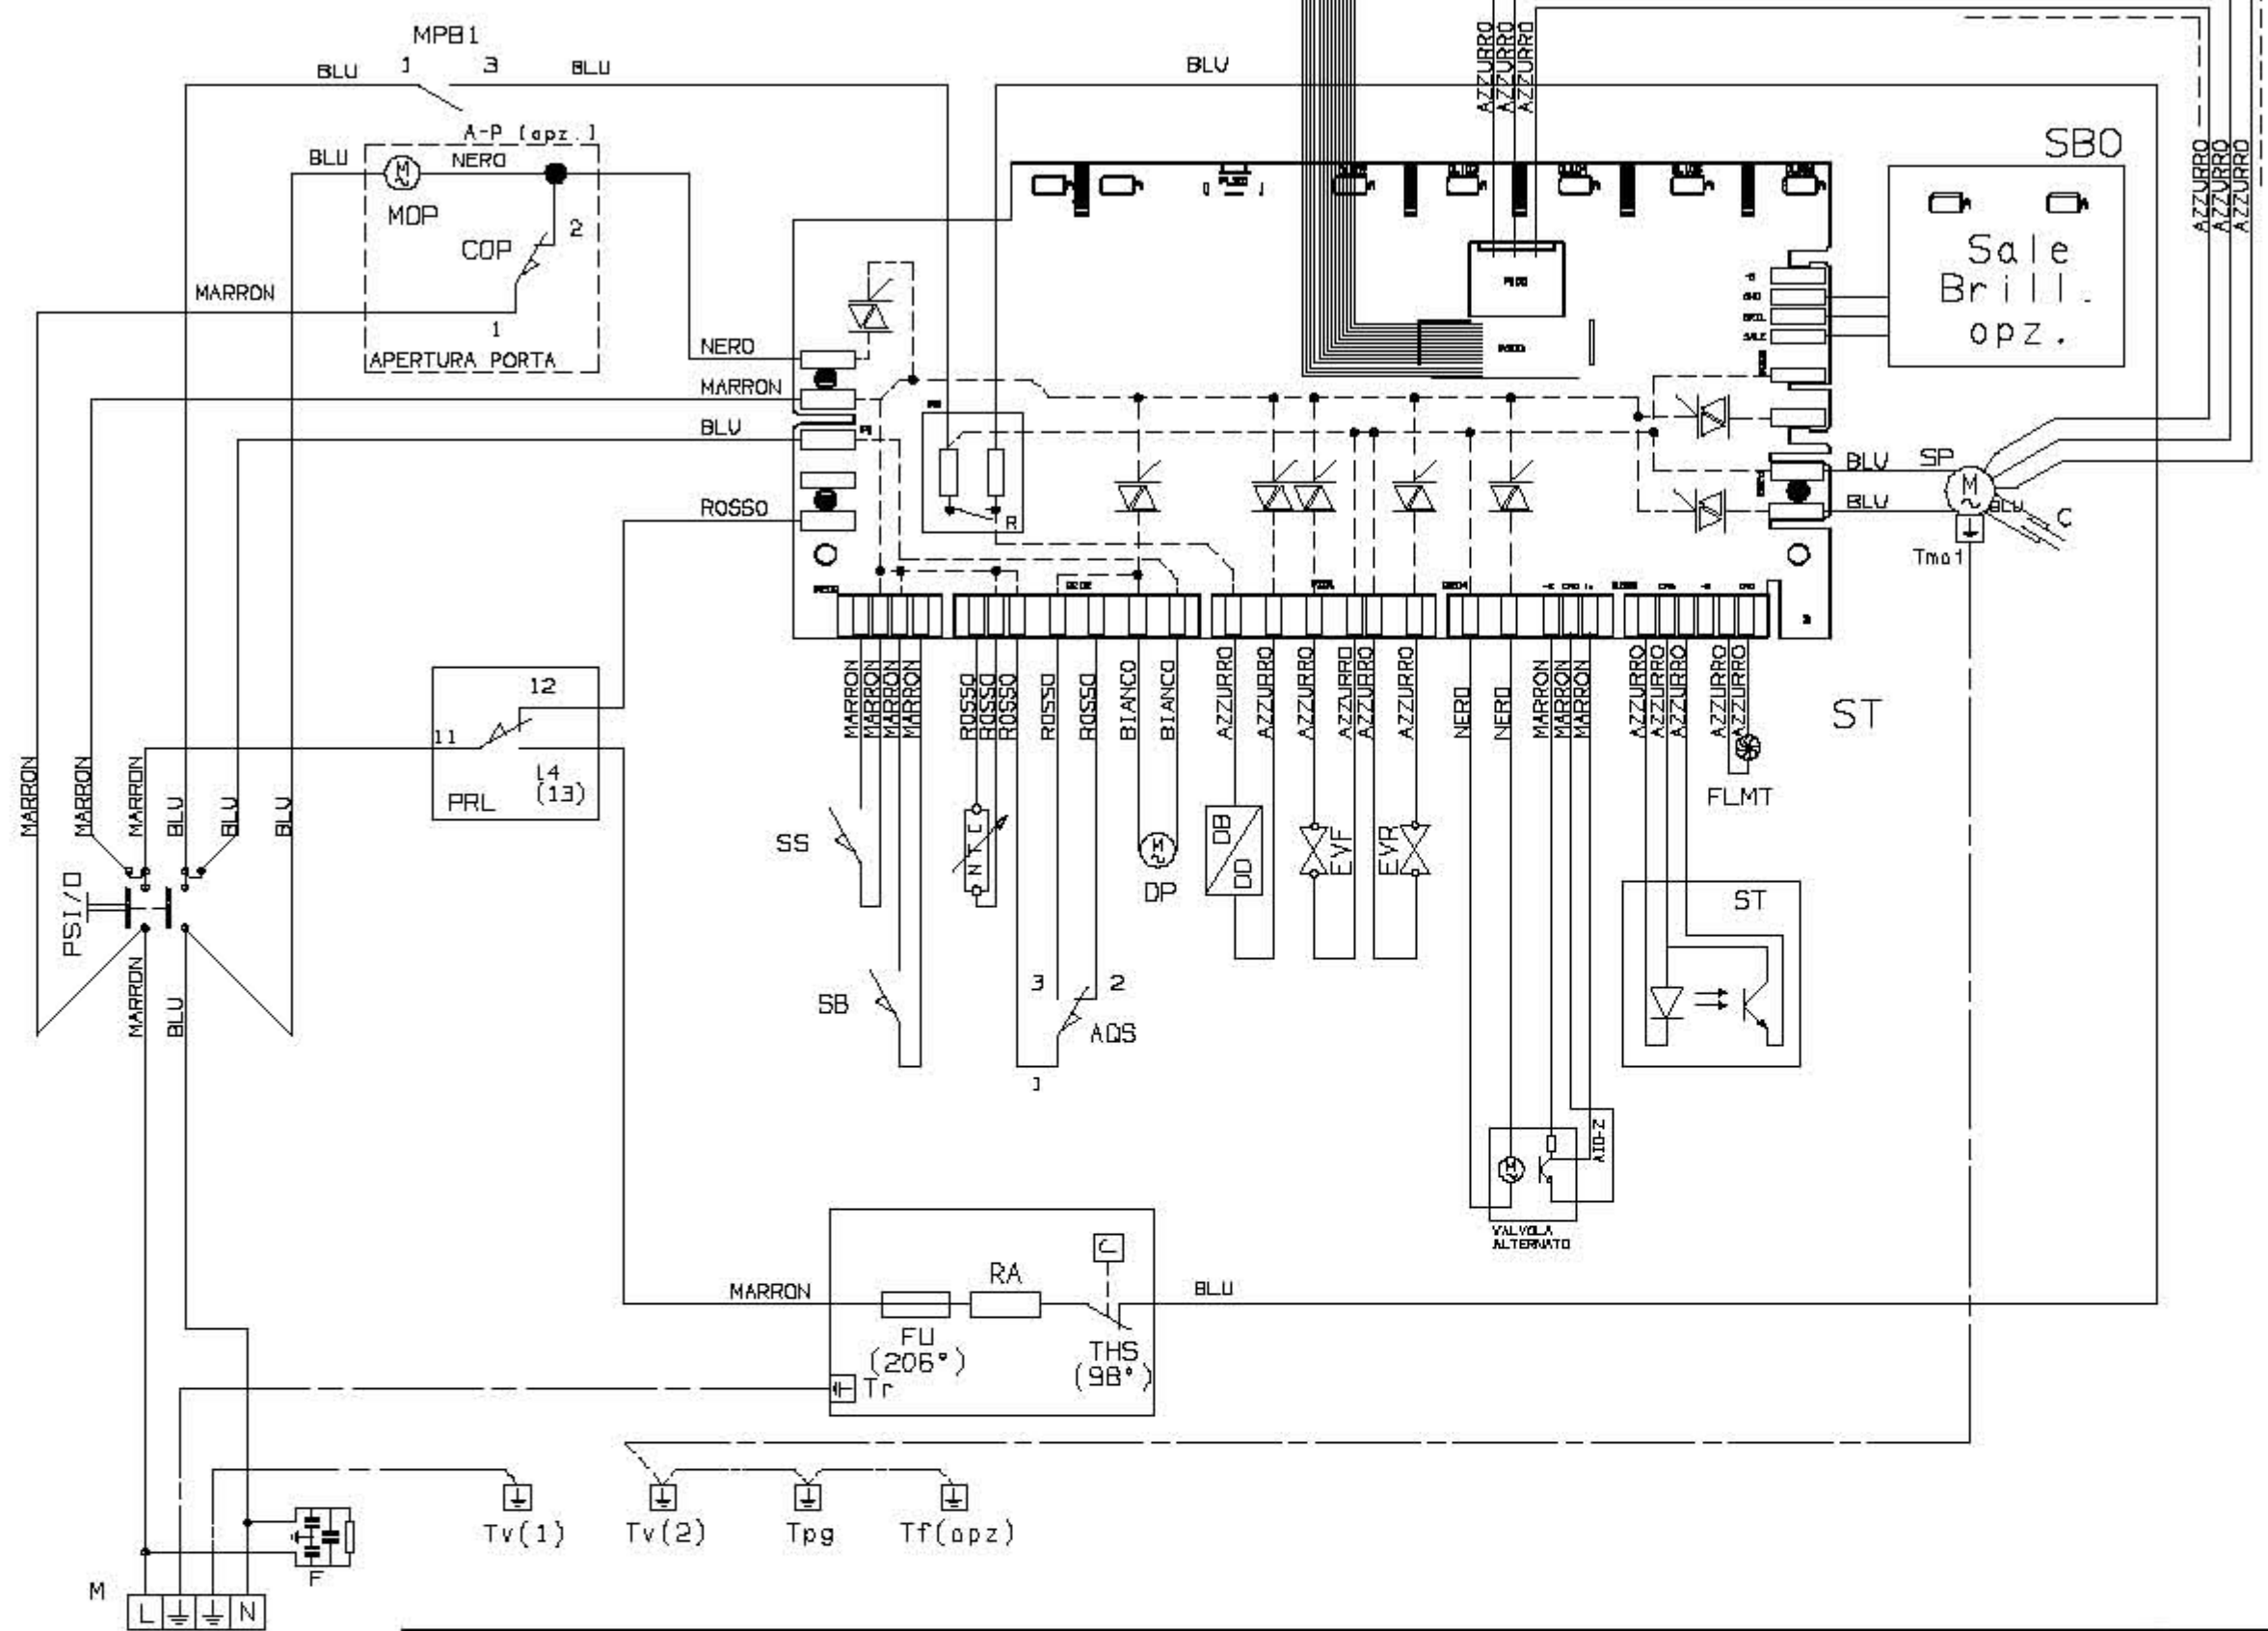 MPB1
BLU 1 3 BLU
BLU
AZZURRO
AZZURRO
AZZURRO
A-P (opz.)
BLU
NERO
MOP
COP
2
1
MARRON
APERTURA PORTA
SBO
Sale
Brill.
opz.
AZZURRO
AZZURRO
AZZURRO
NERO
MARRON
BLU
ROSSO
R
BLU
SP
M
BLU
BLU
C
Tmot
MARRON
MARRON
MARRON
MARRON
ROSSO
ROSSO
ROSSO
ROSSO
ROSSO
BIANCO
BIANCO
AZZURRO
AZZURRO
AZZURRO
AZZURRO
AZZURRO
AZZURRO
NERO
NERO
MARRON
MARRON
MARRON
AZZURRO
AZZURRO
AZZURRO
AZZURRO
AZZURRO
ST
12
11
14
(13)
PRL
MARRON
MARRON
MARRON
BLU
BLU
BLU
FLMT
SS
NTC
M
DP
DB
DD
EVF
EVR
ST
PSI/O
MARRON
BLU
SB
3
2
AQS
1
M
VALVOLA
ALTERNATO
MARRON
C
RA
BLU
FU
(206°)
THS
(98°)
Tr
Tv(1)
Tv(2)
Tpg
Tf(opz)
F
M
L
N